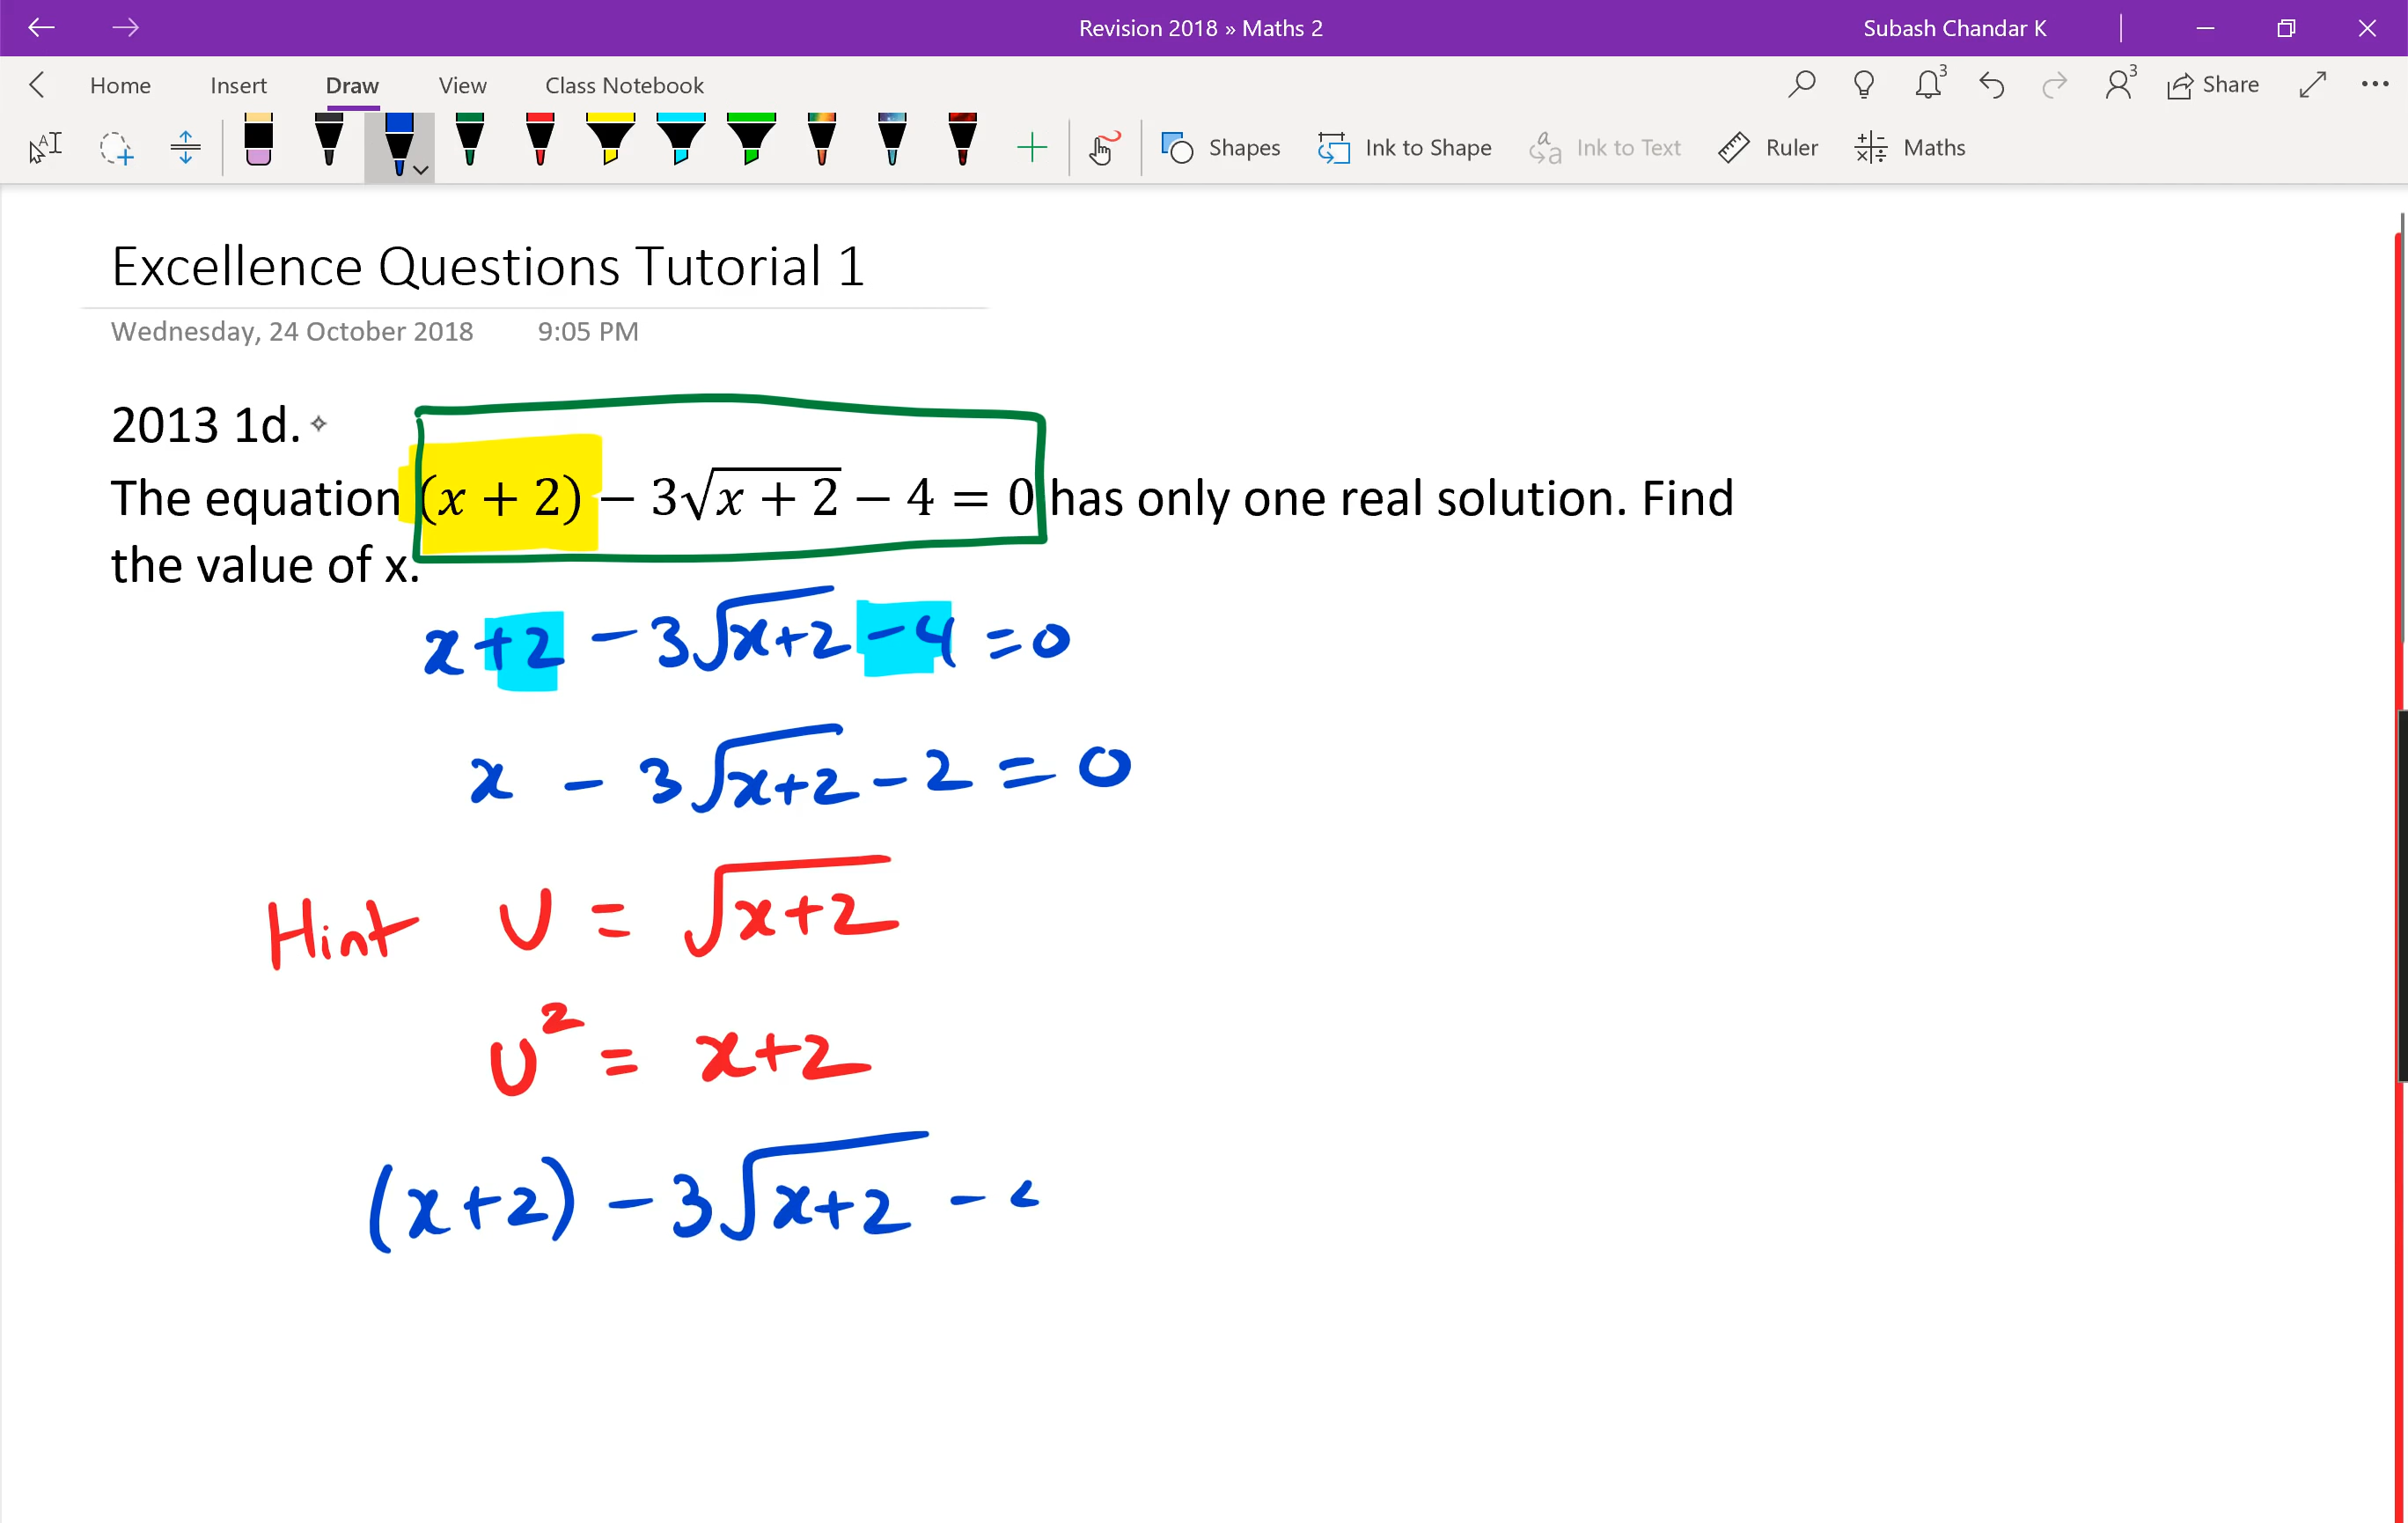 Revision 2018 » Maths 2 Subash Chandar K
Home Insert Draw View Class Notebook 3 3 Share
Shapes Ink to Shape Ink to Text Ruler Maths
Excellence Questions Tutorial 1
Wednesday, 24 October 2018 9:05 PM
2013 1d.
The equation (x + 2) − 3√x + 2 − 4 = 0 has only one real solution. Find
the value of x.
x+2 − 3√x+2 − 4 = 0
x − 3√x+2 − 2 = 0
Hint U = √x+2
U² = x+2
(x+2) − 3√x+2 −